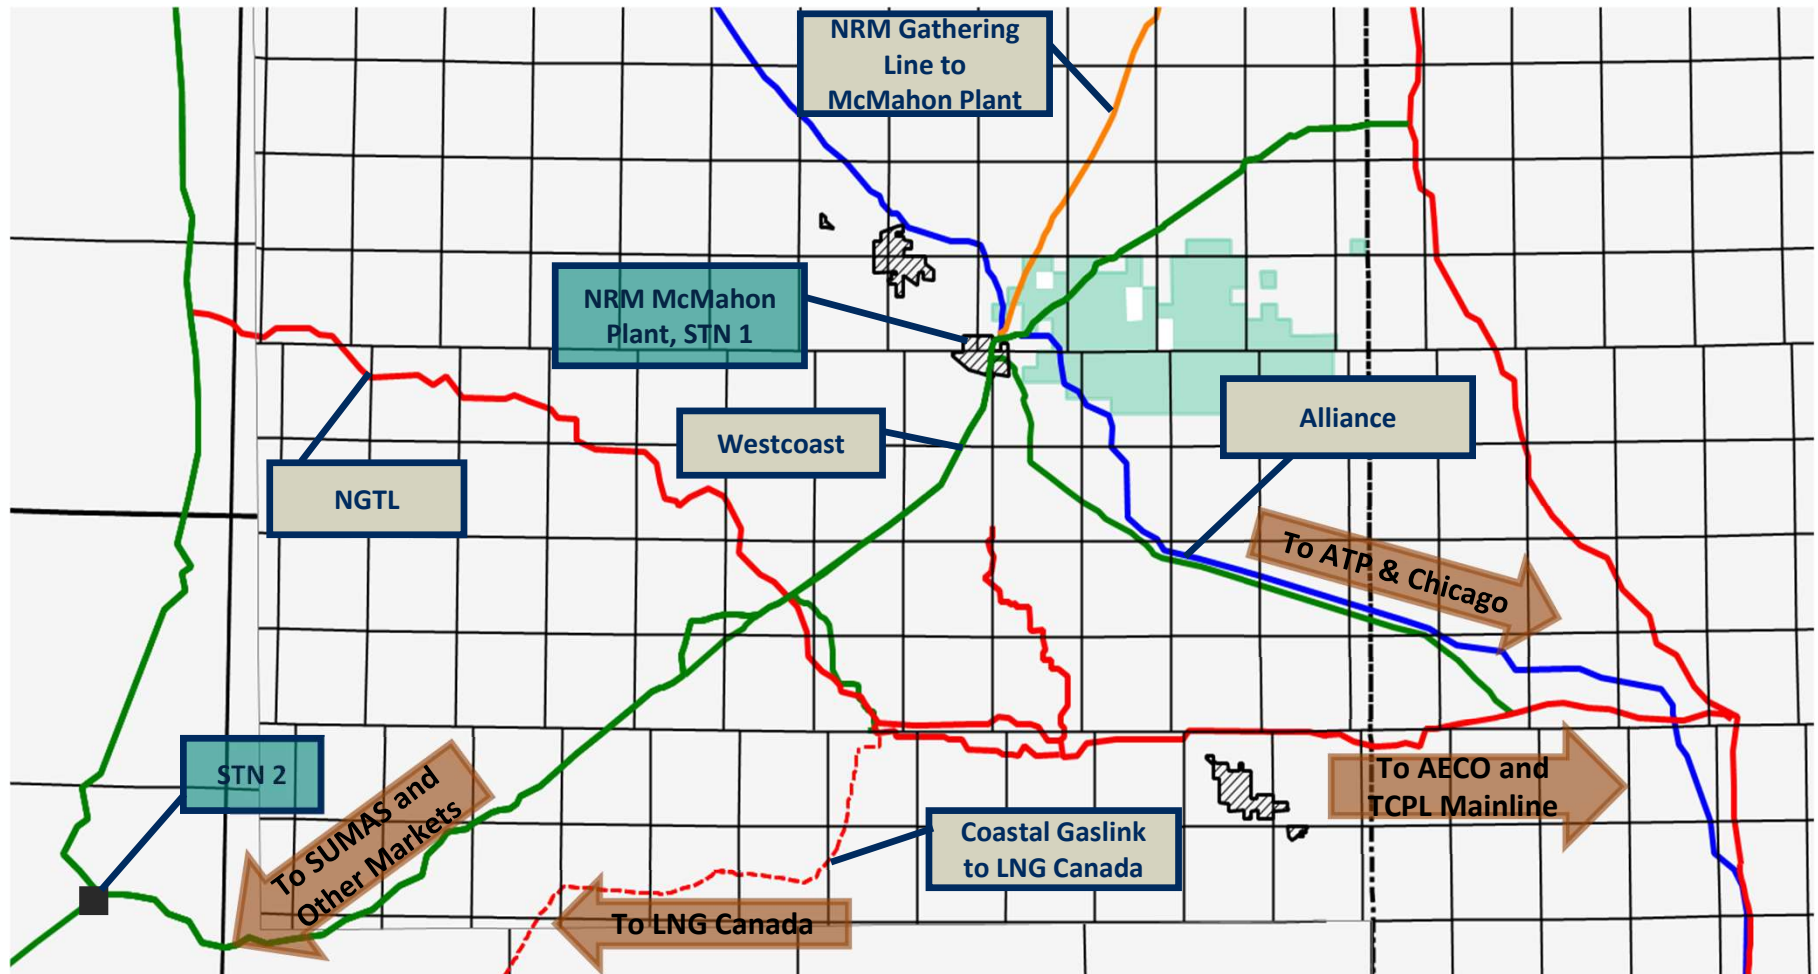 NRM Gathering
Line to
McMahon Plant
NRM McMahon
Plant, STN 1
Westcoast
Alliance
NGTL
To ATP & Chicago
STN 2
To SUMAS and
Other Markets
To AECO and
TCPL Mainline
Coastal Gaslink
to LNG Canada
To LNG Canada